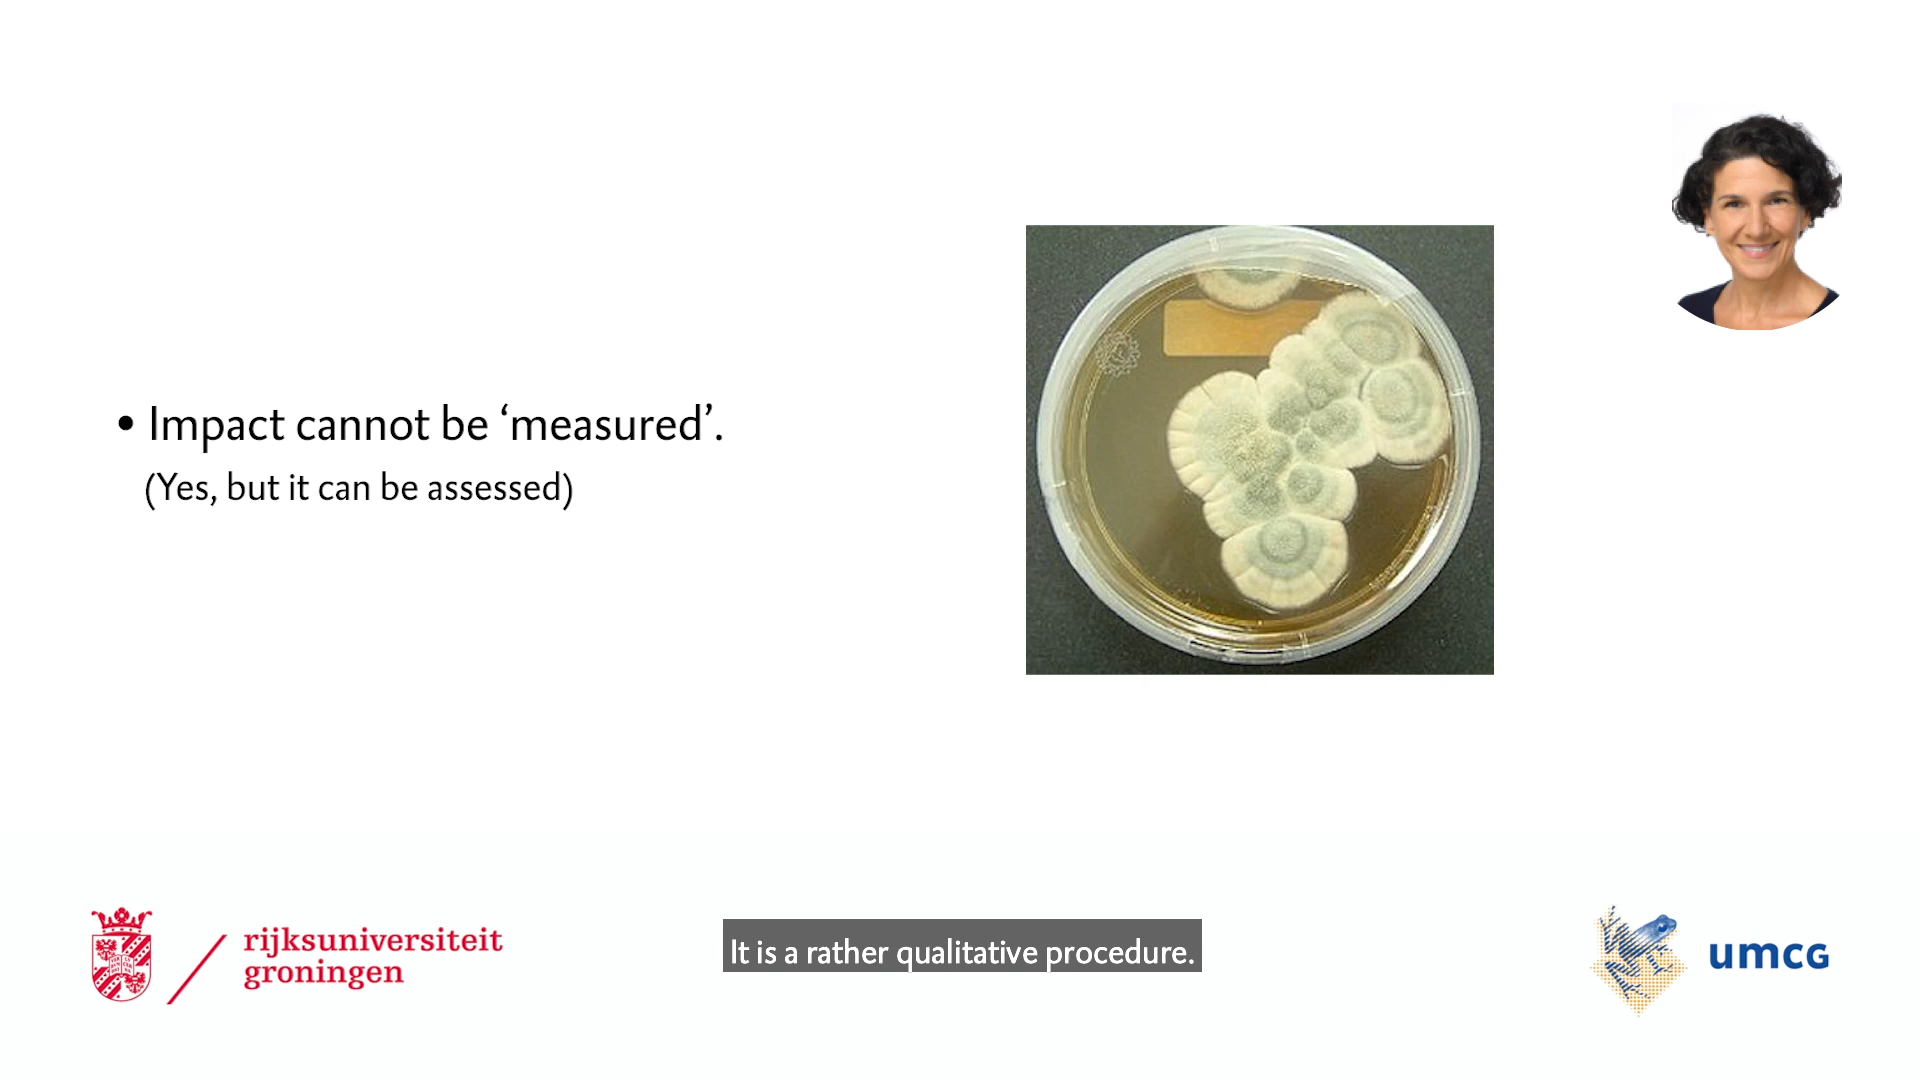 • Impact cannot be ‘measured’.
(Yes, but it can be assessed)
rijksuniversiteit
groningen
It is a rather qualitative procedure.
umcg